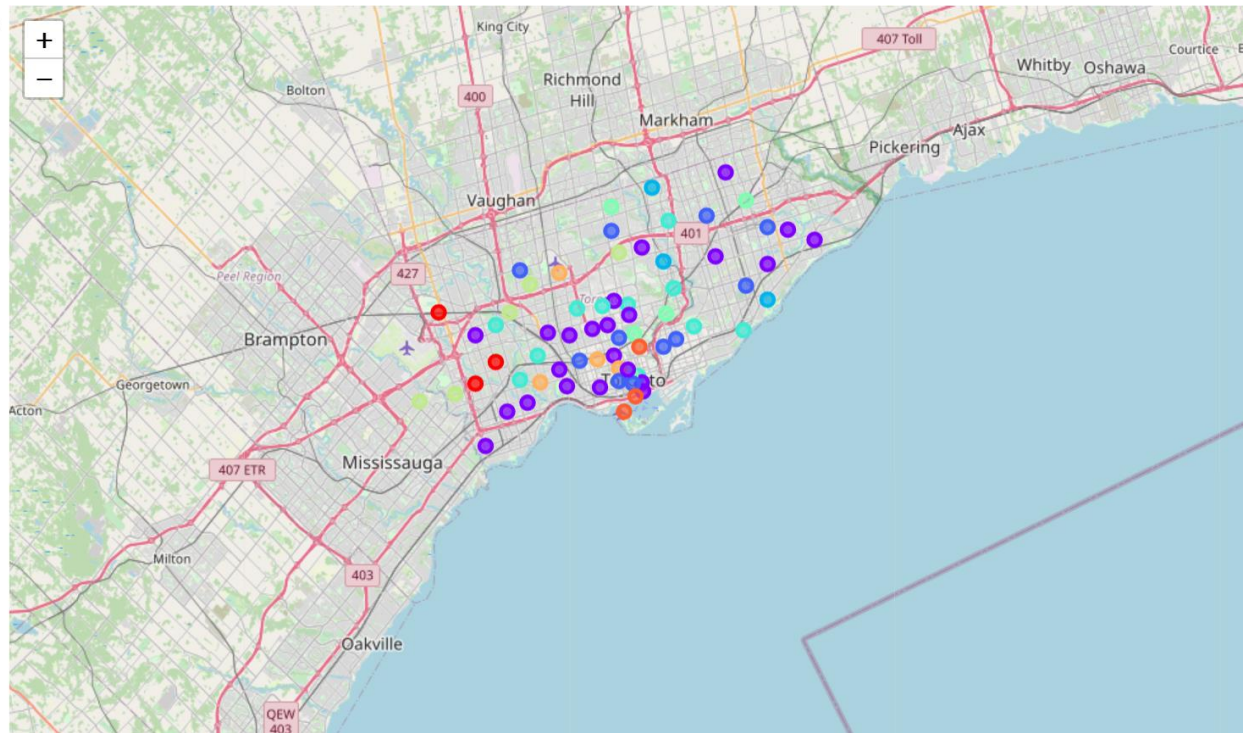 +
−
King City
407 Toll
Courtice
Whitby
Oshawa
Richmond
Hill
Bolton
400
Markham
Ajax
Pickering
Vaughan
401
427
Peel Region
Brampton
Georgetown
Acton
Mississauga
407 ETR
Milton
403
Oakville
QEW
403